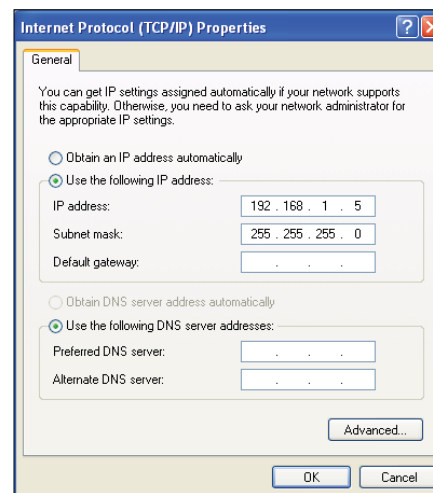 Internet Protocol (TCP/IP) Properties
?
General
You can get IP settings assigned automatically if your network supports
this capability. Otherwise, you need to ask your network administrator for
the appropriate IP settings.
Obtain an IP address automatically
Use the following IP address:
IP address: 192 . 168 . 1 . 5
Subnet mask: 255 . 255 . 255 . 0
Default gateway: . . .
Obtain DNS server address automatically
Use the following DNS server addresses:
Preferred DNS server: . . .
Alternate DNS server: . . .
Advanced...
OK Cancel